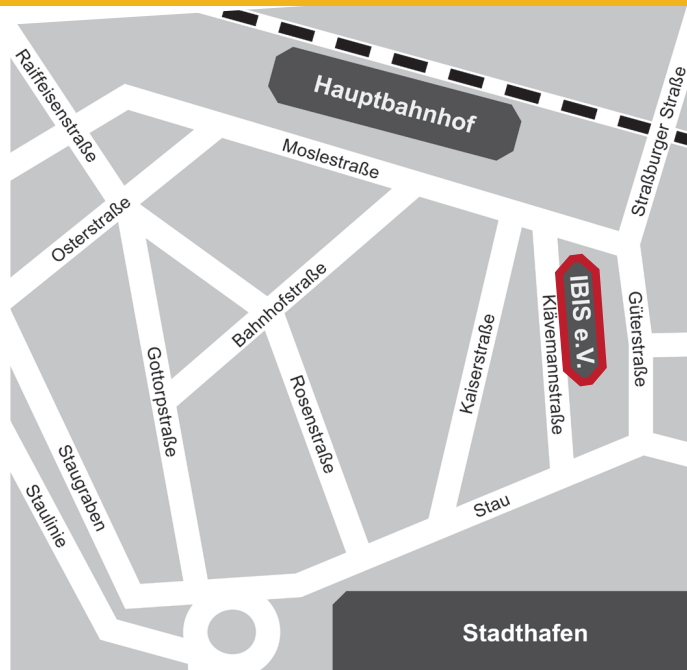 Raiffeisenstraße
Hauptbahnhof
Straßburger Straße
Moslestraße
Osterstraße
Bahnhofstraße
IBIS e.V.
Klävemannstraße
Güterstraße
Kaiserstraße
Gottorpstraße
Rosenstraße
Staugraben
Staulinie
Stau
Stadthafen